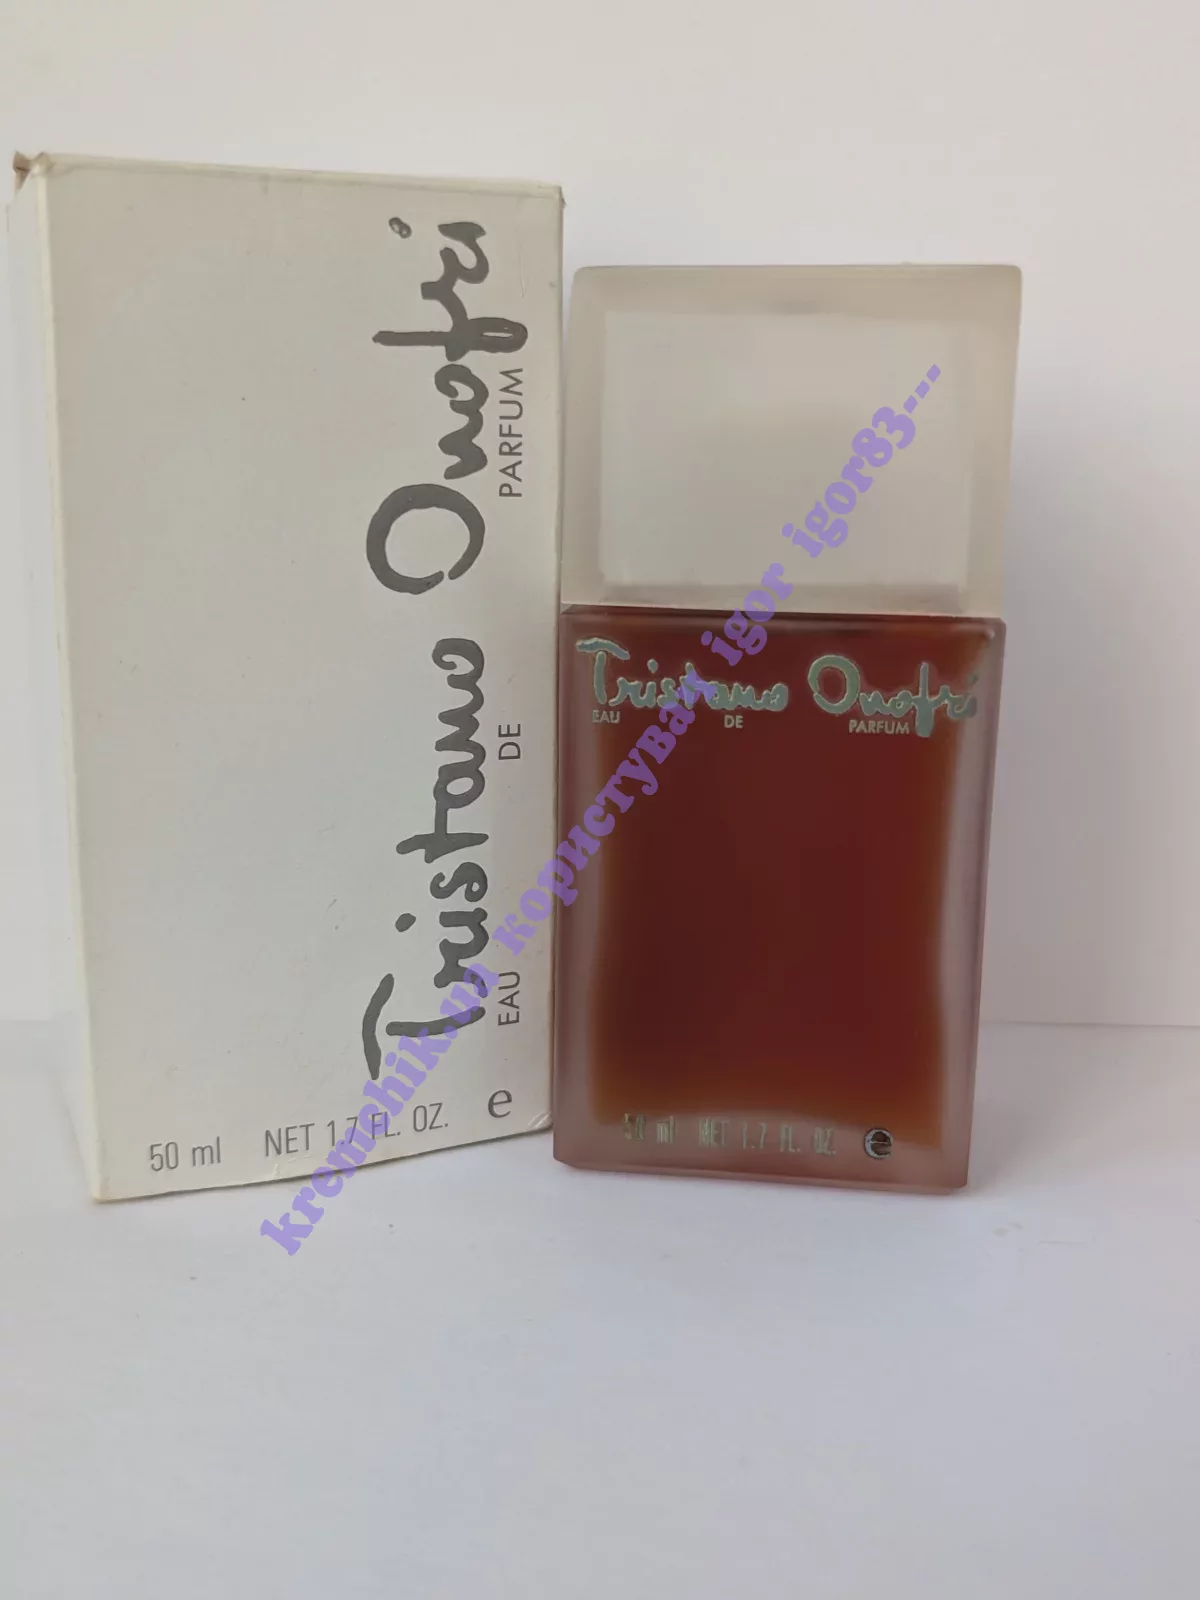 Tristano Onofri
EAU DE PARFUM
50 ml NET 1.7 FL. OZ. e
Tristano Onofri
EAU DE PARFUM
50 ml NET 1.7 FL. OZ. e
kremchik.ua користувач igor igor83-...